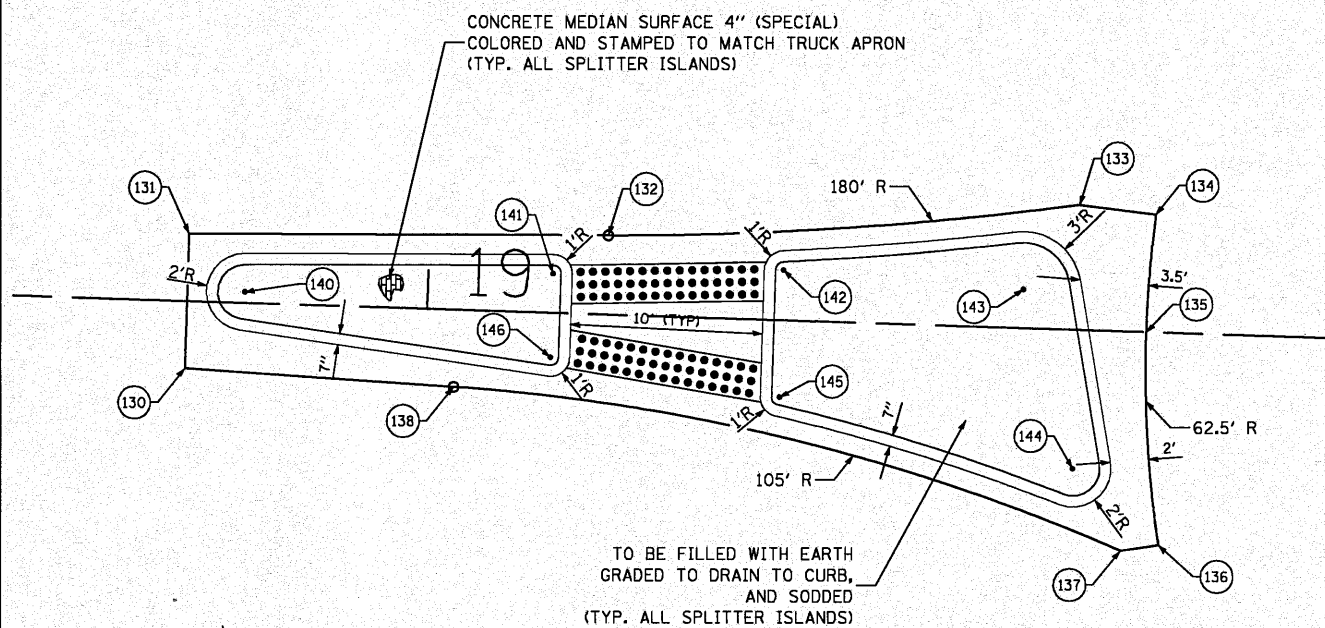 CONCRETE MEDIAN SURFACE 4" (SPECIAL)
COLORED AND STAMPED TO MATCH TRUCK APRON
(TYP. ALL SPLITTER ISLANDS)
133
131
132
180' R
134
141
1'R
1'R
3'R
19
2'R
140
142
143
3.5'
135
10' (TYP)
146
7"
130
1'R
138
145
1'R
7"
144
62.5' R
2'
105' R
2'R
TO BE FILLED WITH EARTH
GRADED TO DRAIN TO CURB,
AND SODDED
(TYP. ALL SPLITTER ISLANDS)
137
136